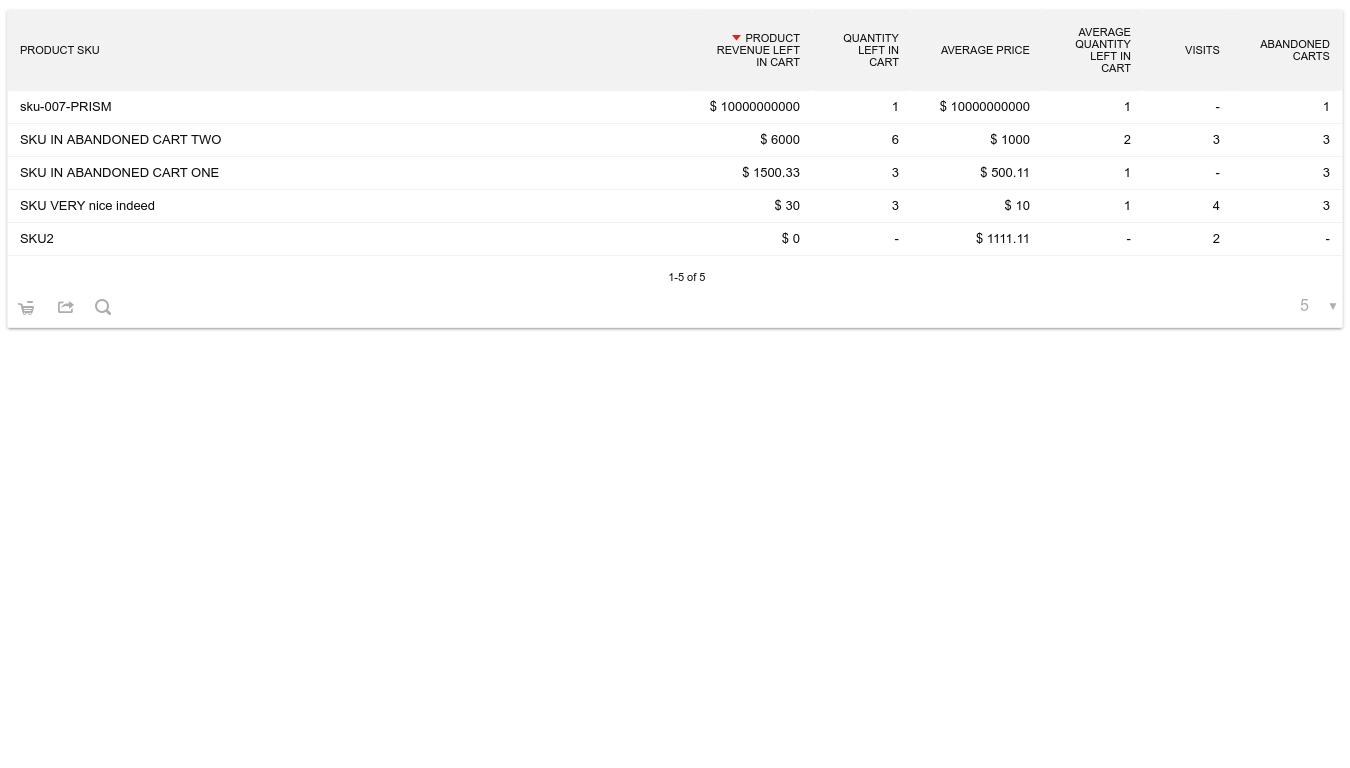 PRODUCT SKU
PRODUCT
REVENUE LEFT
IN CART
QUANTITY
LEFT IN
CART
AVERAGE PRICE
AVERAGE
QUANTITY
LEFT IN
CART
VISITS
ABANDONED
CARTS
sku-007-PRISM $ 10000000000 1 $ 10000000000 1 - 1
SKU IN ABANDONED CART TWO $ 6000 6 $ 1000 2 3 3
SKU IN ABANDONED CART ONE $ 1500.33 3 $ 500.11 1 - 3
SKU VERY nice indeed $ 30 3 $ 10 1 4 3
SKU2 $ 0 - $ 1111.11 - 2 -
1-5 of 5
5